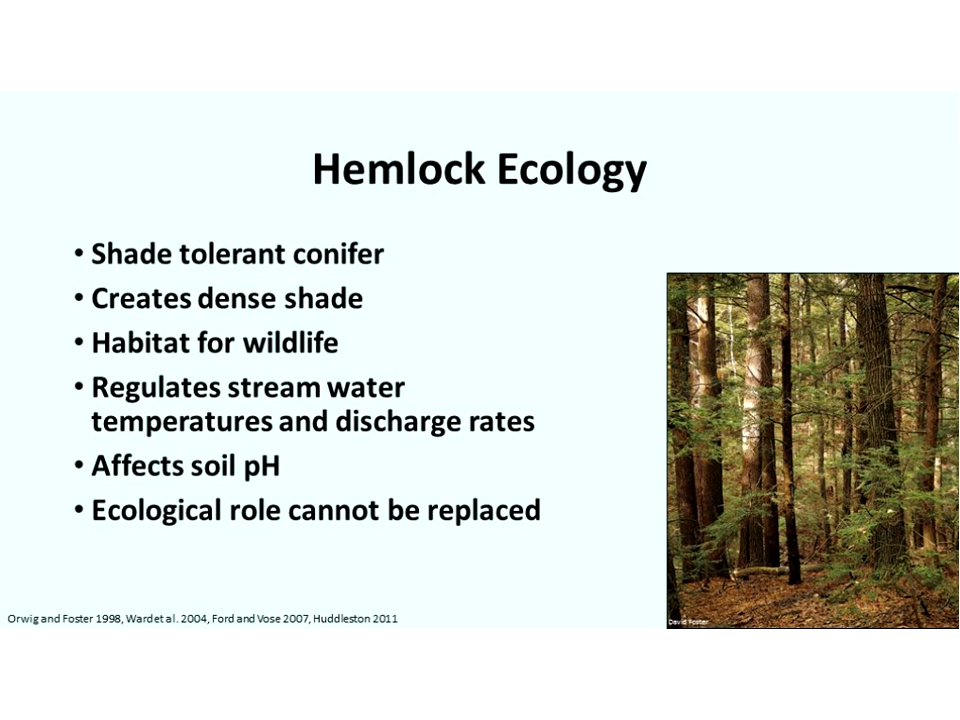 Hemlock Ecology
• Shade tolerant conifer
• Creates dense shade
• Habitat for wildlife
• Regulates stream water
temperatures and discharge rates
• Affects soil pH
• Ecological role cannot be replaced
Orwig and Foster 1998, Ward et al. 2004, Ford and Vose 2007, Huddleston 2011
David Foster